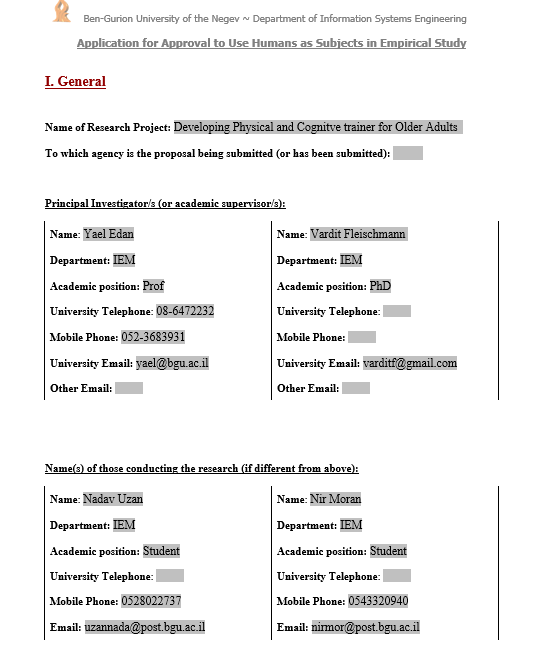 Ben-Gurion University of the Negev ~ Department of Information Systems Engineering
Application for Approval to Use Humans as Subjects in Empirical Study
I. General
Name of Research Project: Developing Physical and Cognitve trainer for Older Adults
To which agency is the proposal being submitted (or has been submitted):
Principal Investigator/s (or academic supervisor/s):
Name: Yael Edan
Department: IEM
Academic position: Prof
University Telephone: 08-6472232
Mobile Phone: 052-3683931
University Email: yael@bgu.ac.il
Other Email:
Name: Vardit Fleischmann
Department: IEM
Academic position: PhD
University Telephone:
Mobile Phone:
University Email: varditf@gmail.com
Other Email:
Name(s) of those conducting the research (if different from above):
Name: Nadav Uzan
Department: IEM
Academic position: Student
University Telephone:
Mobile Phone: 0528022737
Email: uzannada@post.bgu.ac.il
Name: Nir Moran
Department: IEM
Academic position: Student
University Telephone:
Mobile Phone: 0543320940
Email: nirmor@post.bgu.ac.il